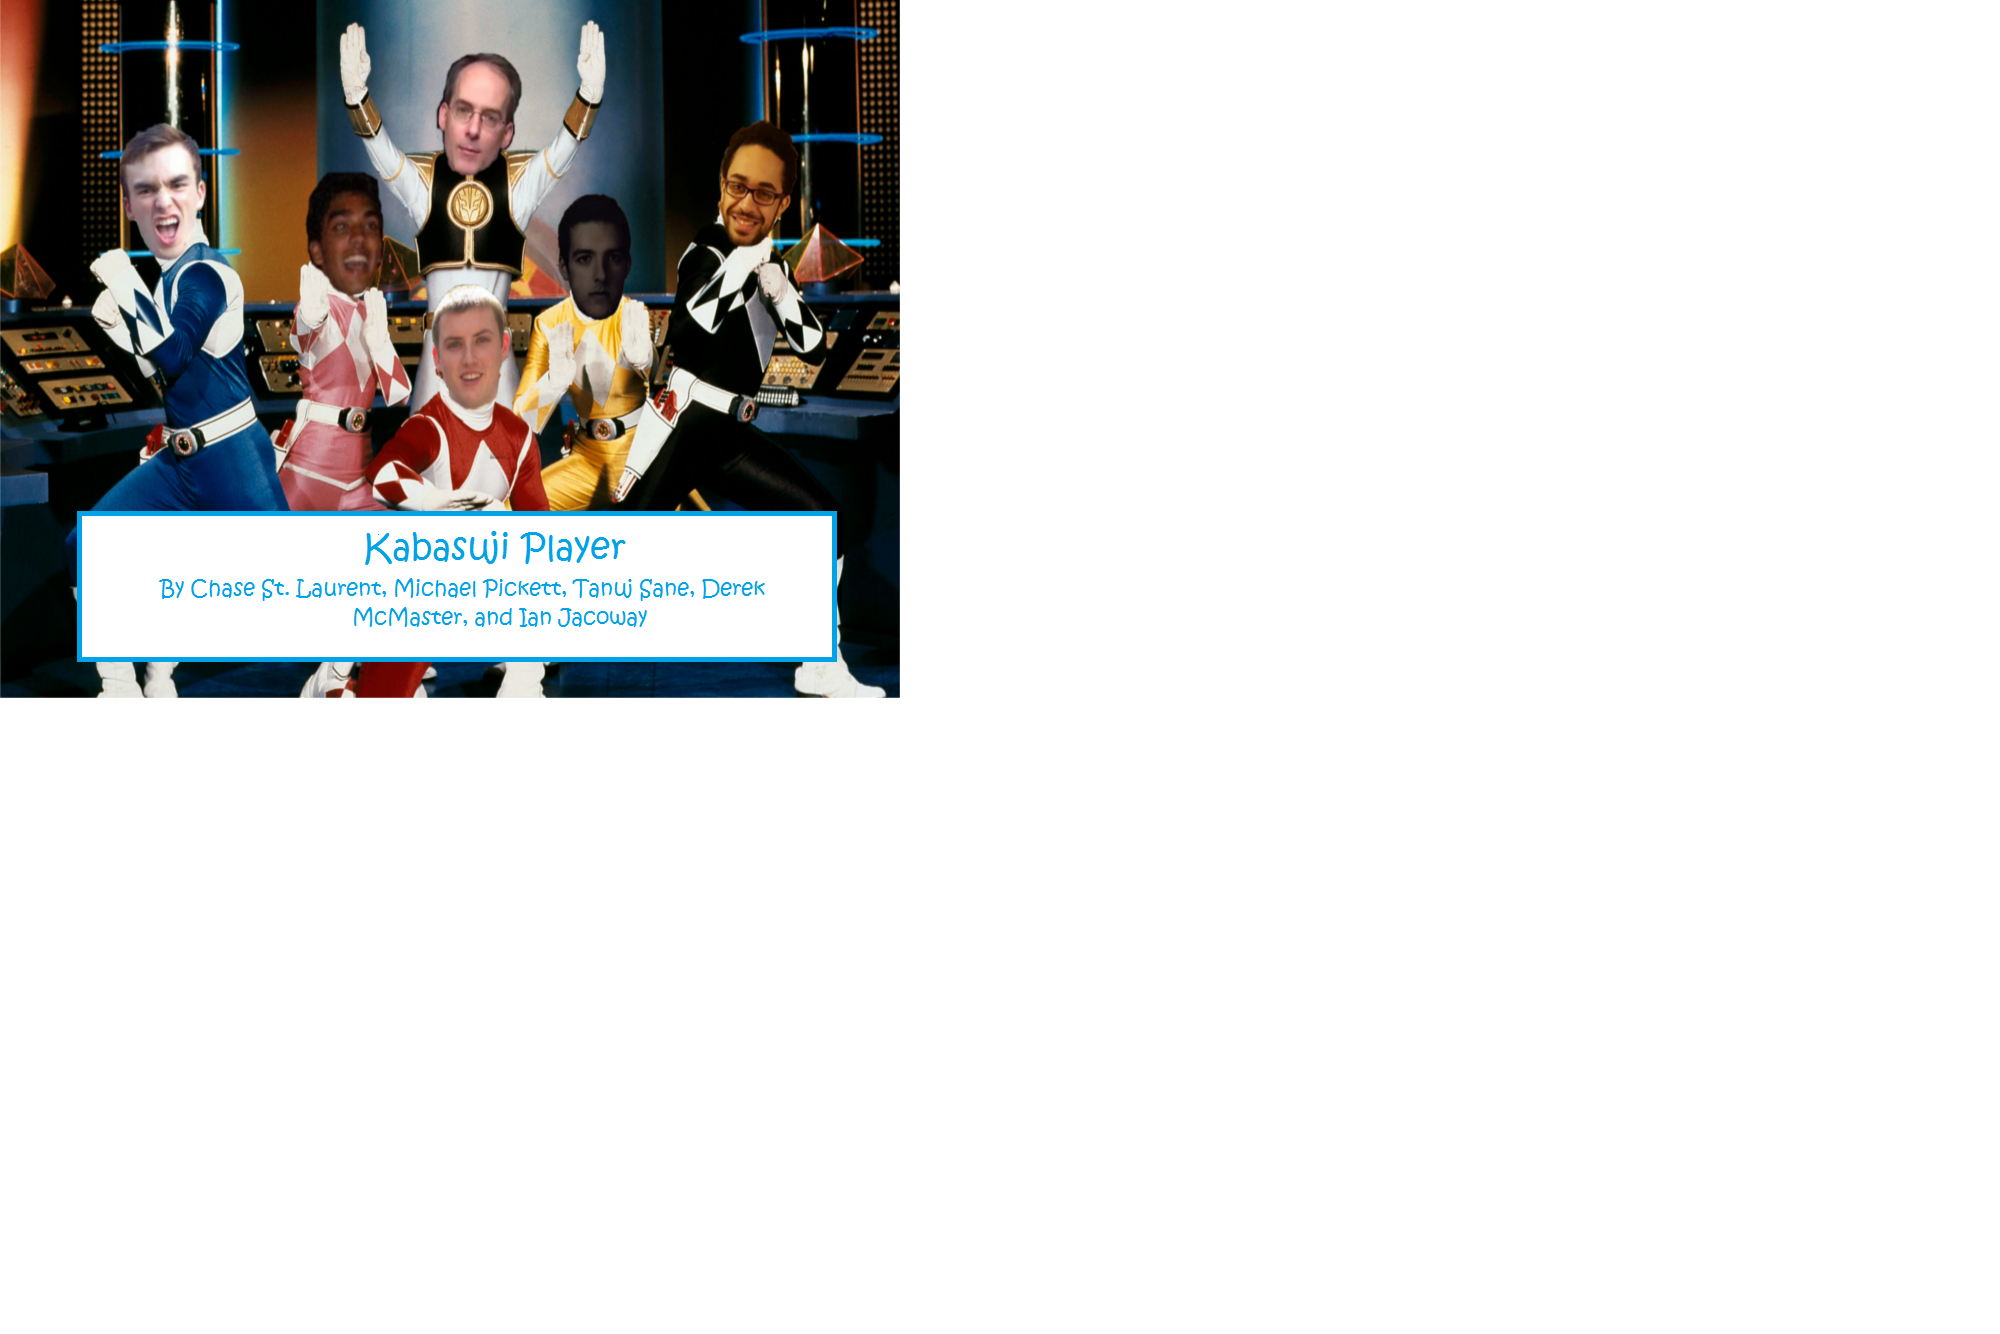 Kabasuji Player
By Chase St. Laurent, Michael Pickett, Tanuj Sane, Derek
McMaster, and Ian Jacoway